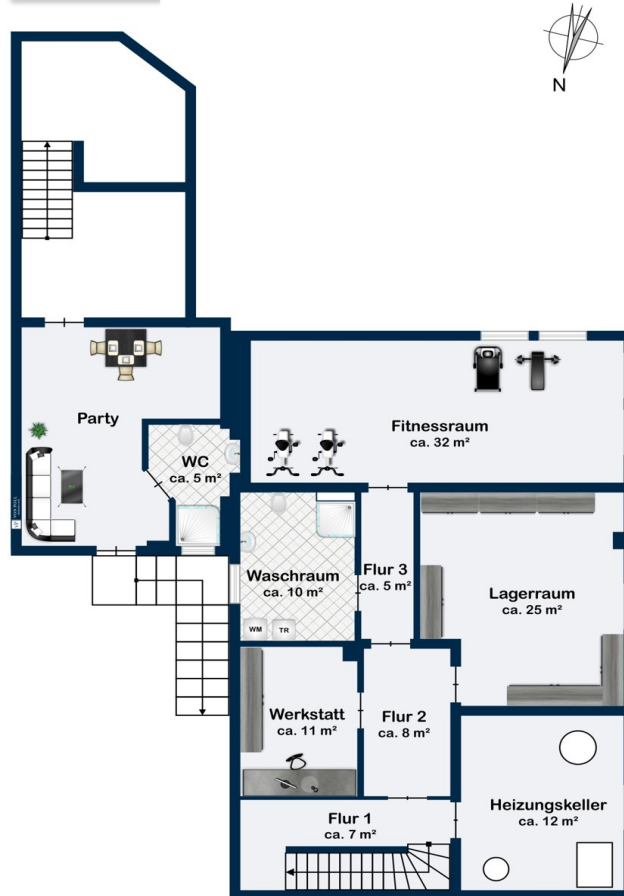 N
Party
WC
ca. 5 m²
Fitnessraum
ca. 32 m²
Waschraum
ca. 10 m²
WM TR
Flur 3
ca. 5 m²
Lagerraum
ca. 25 m²
Werkstatt
ca. 11 m²
Flur 2
ca. 8 m²
Flur 1
ca. 7 m²
Heizungskeller
ca. 12 m²